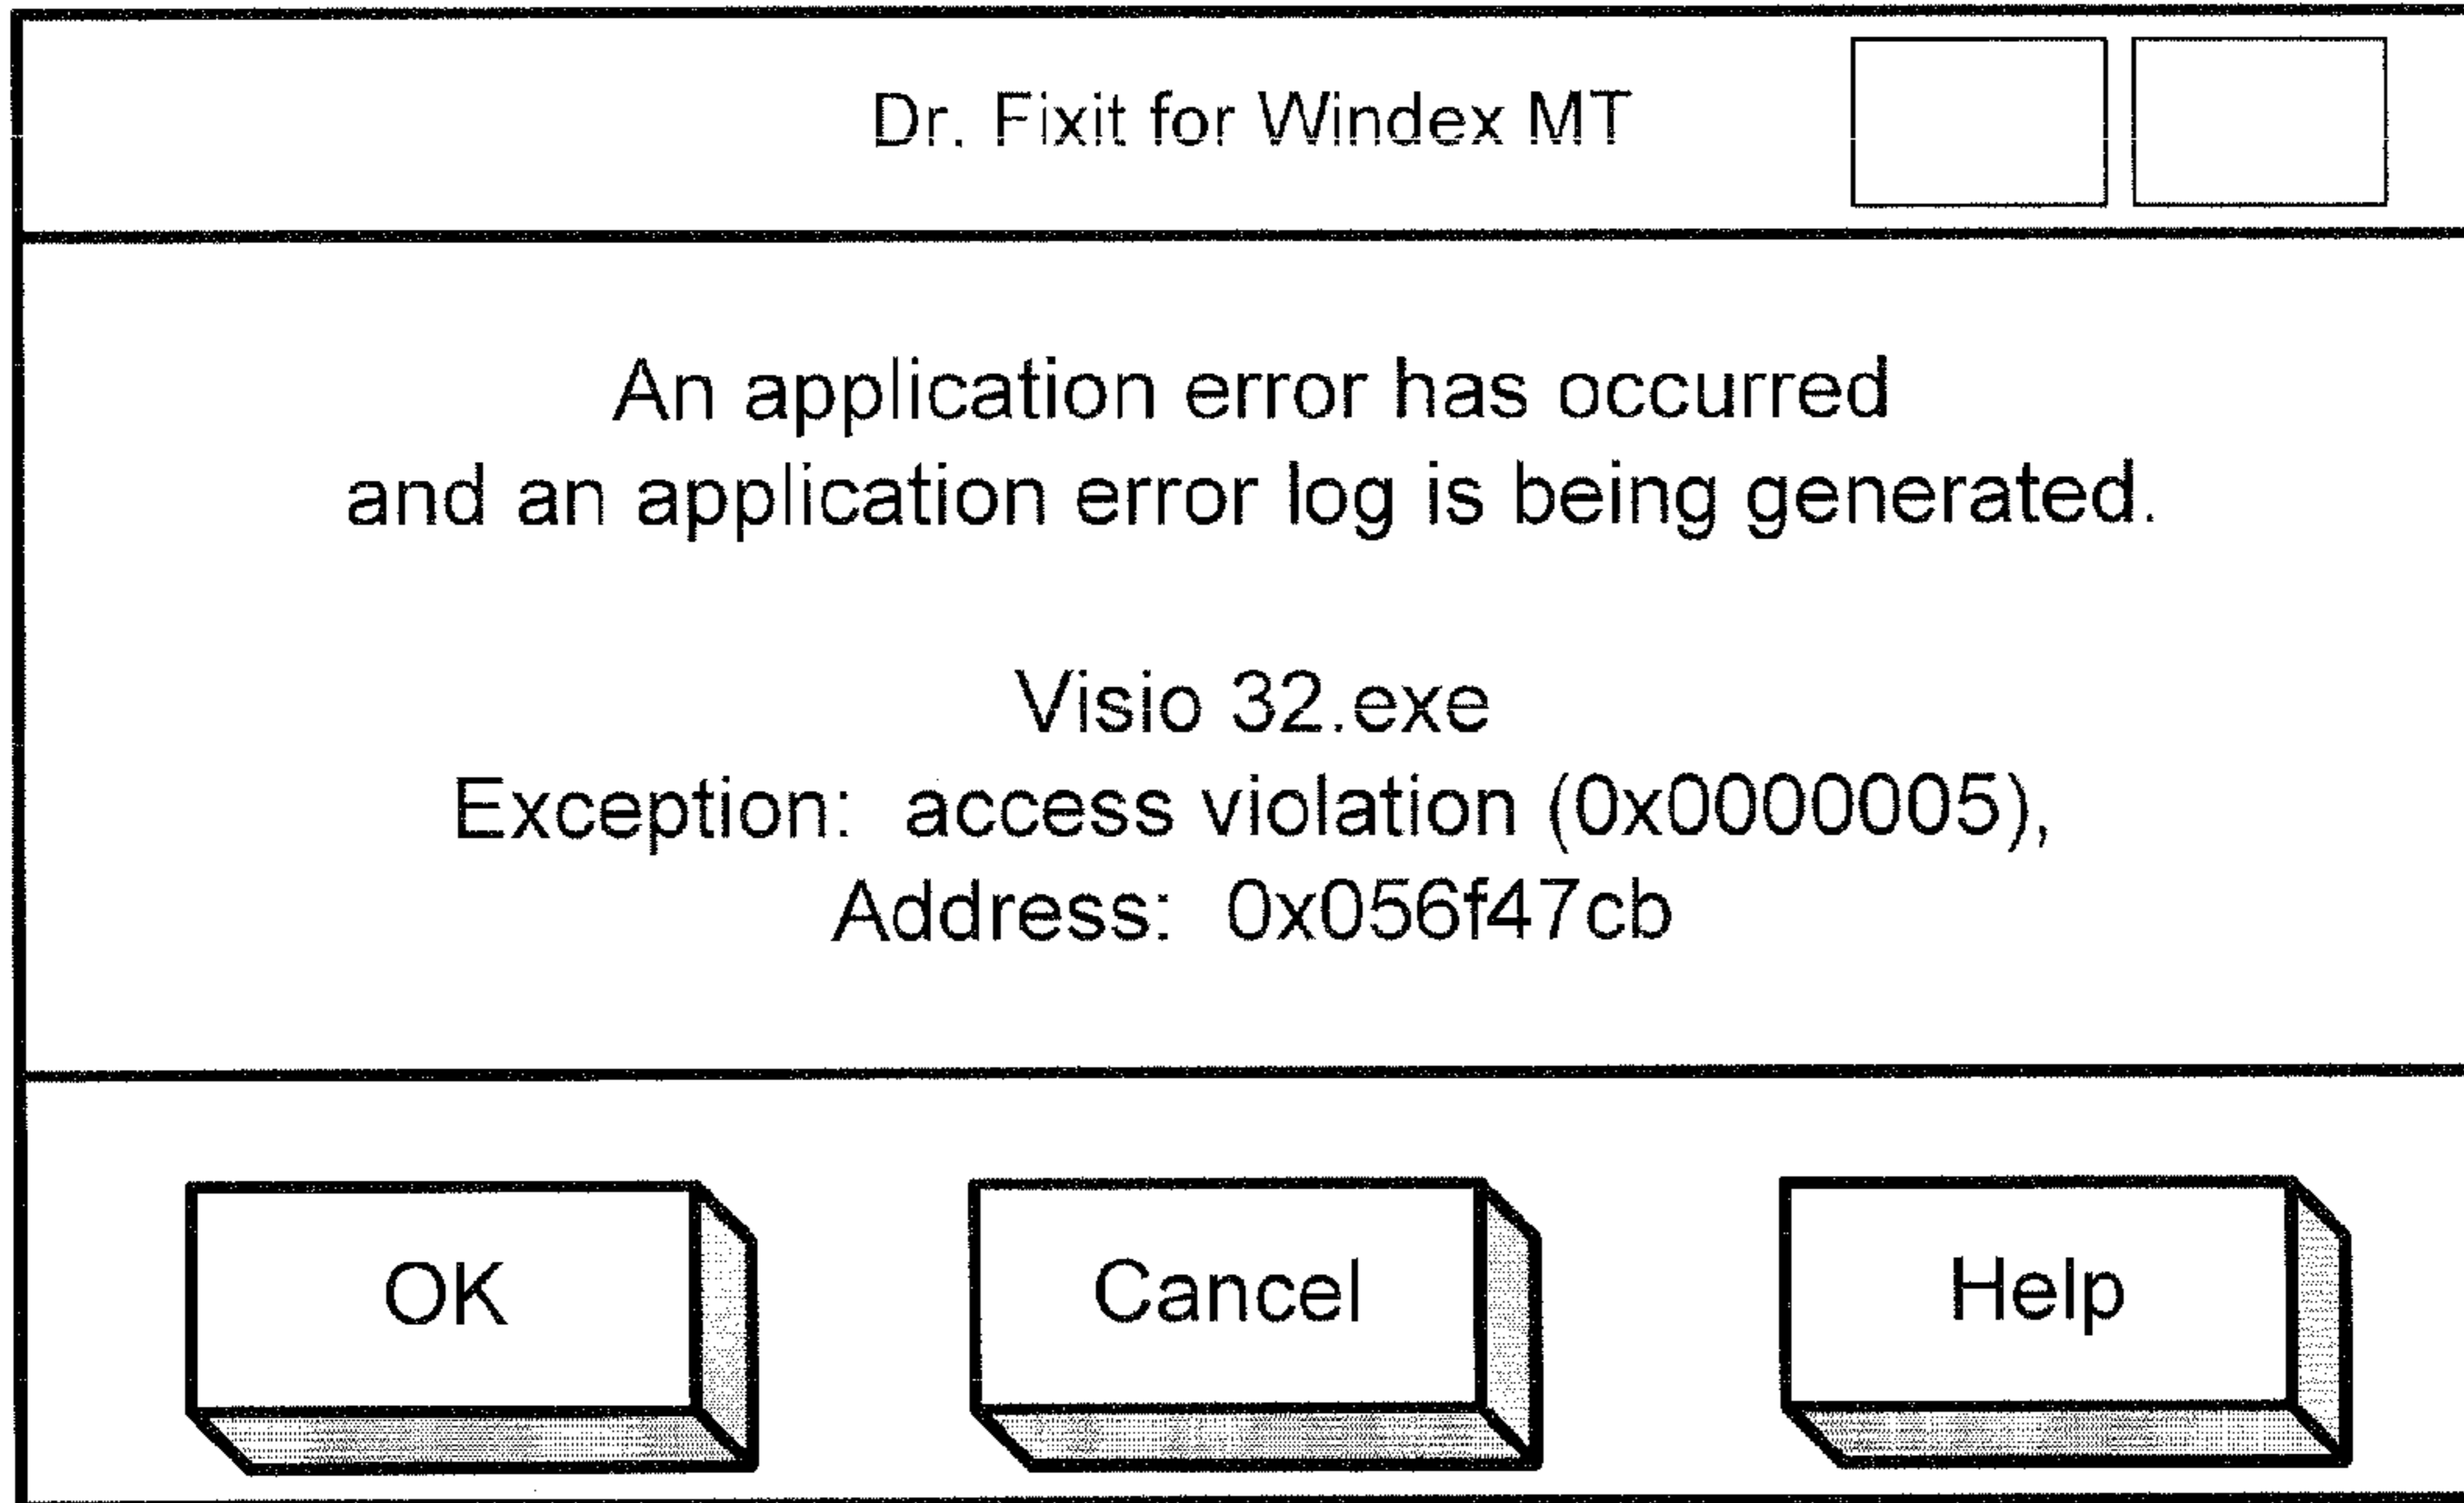 Dr. Fixit for Windex MT
An application error has occurred
and an application error log is being generated.
Visio 32.exe
Exception:  access violation (0x0000005),
Address:  0x056f47cb
OK
Cancel
Help